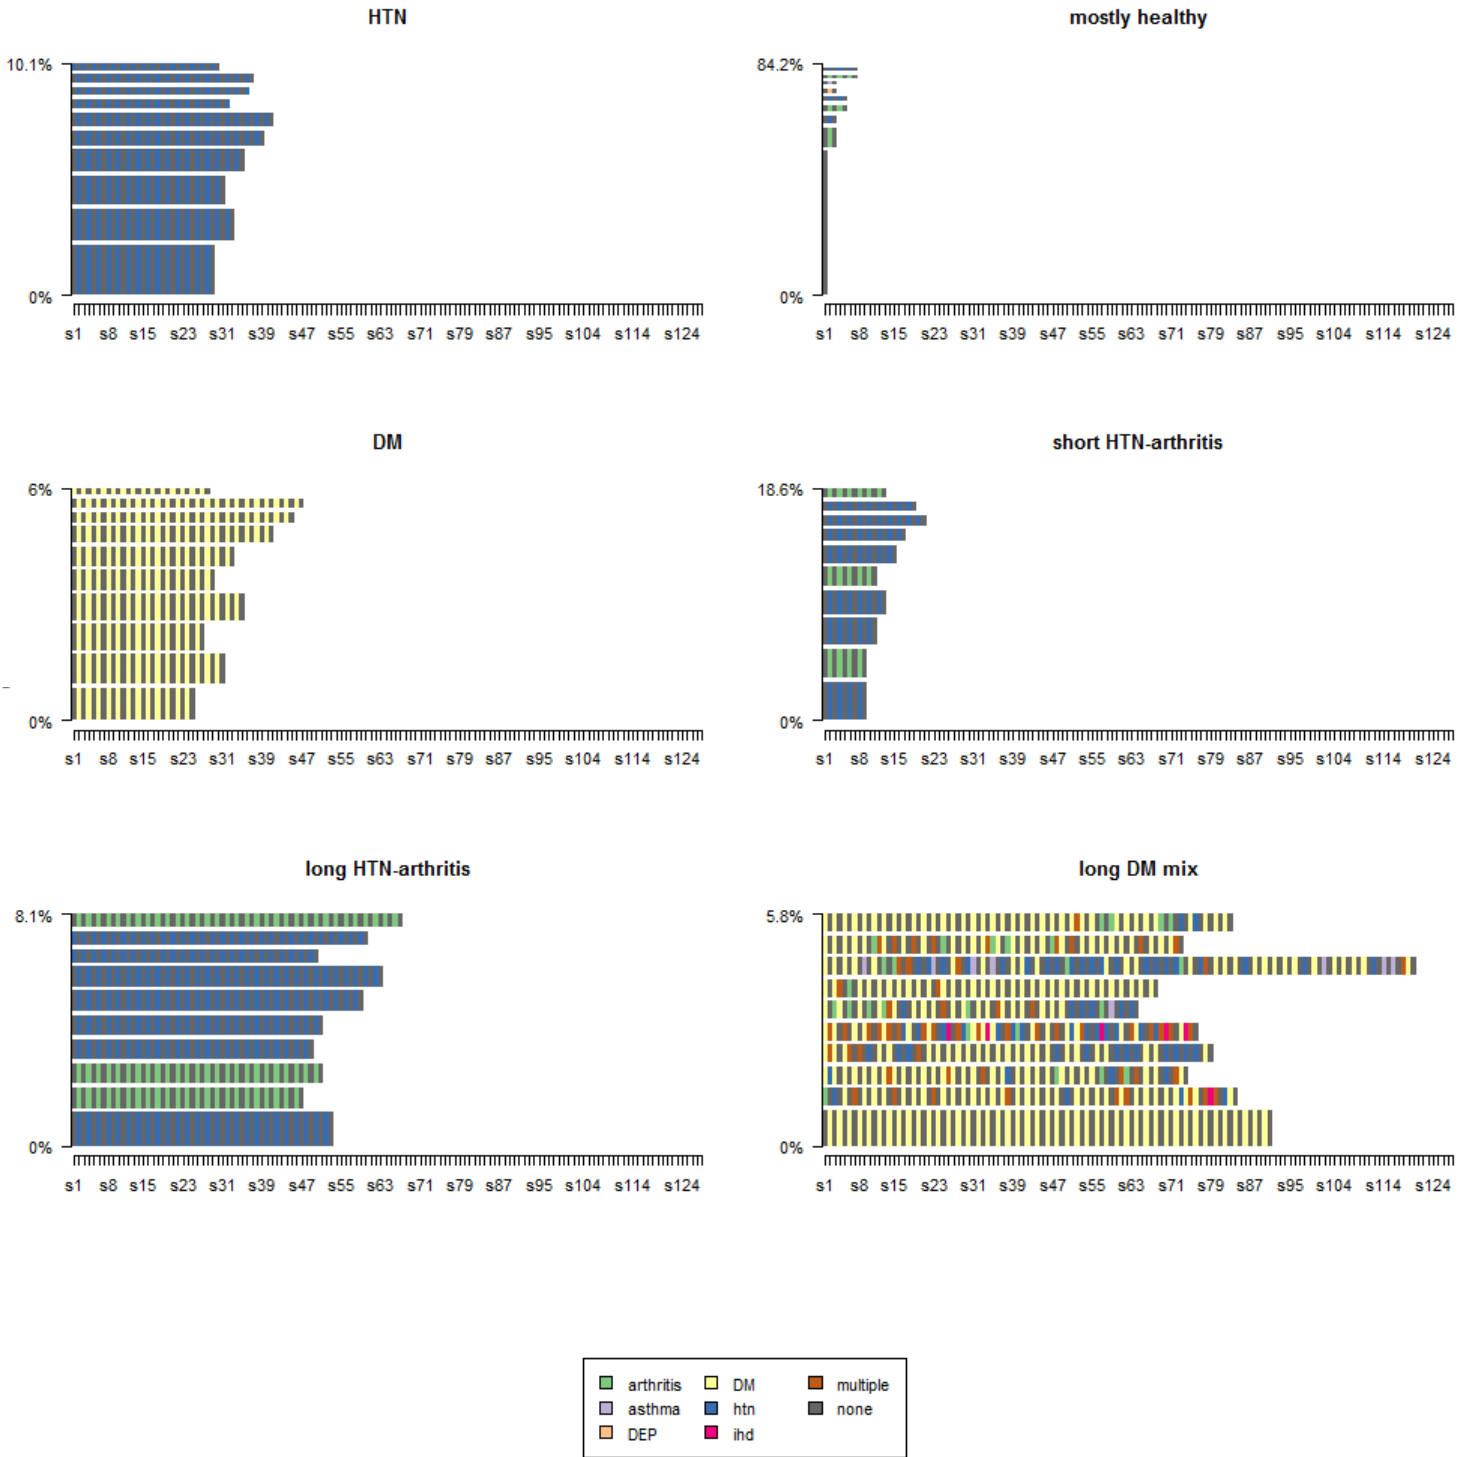 HTN
mostly healthy
10.1%
84.2%
0%
0%
s1 s8 s15 s23 s31 s39 s47 s55 s63 s71 s79 s87 s95 s104 s114 s124
s1 s8 s15 s23 s31 s39 s47 s55 s63 s71 s79 s87 s95 s104 s114 s124
DM
short HTN-arthritis
6%
18.6%
0%
0%
s1 s8 s15 s23 s31 s39 s47 s55 s63 s71 s79 s87 s95 s104 s114 s124
s1 s8 s15 s23 s31 s39 s47 s55 s63 s71 s79 s87 s95 s104 s114 s124
long HTN-arthritis
long DM mix
8.1%
5.8%
0%
0%
s1 s8 s15 s23 s31 s39 s47 s55 s63 s71 s79 s87 s95 s104 s114 s124
s1 s8 s15 s23 s31 s39 s47 s55 s63 s71 s79 s87 s95 s104 s114 s124
arthritis DM multiple
asthma htn none
DEP ihd